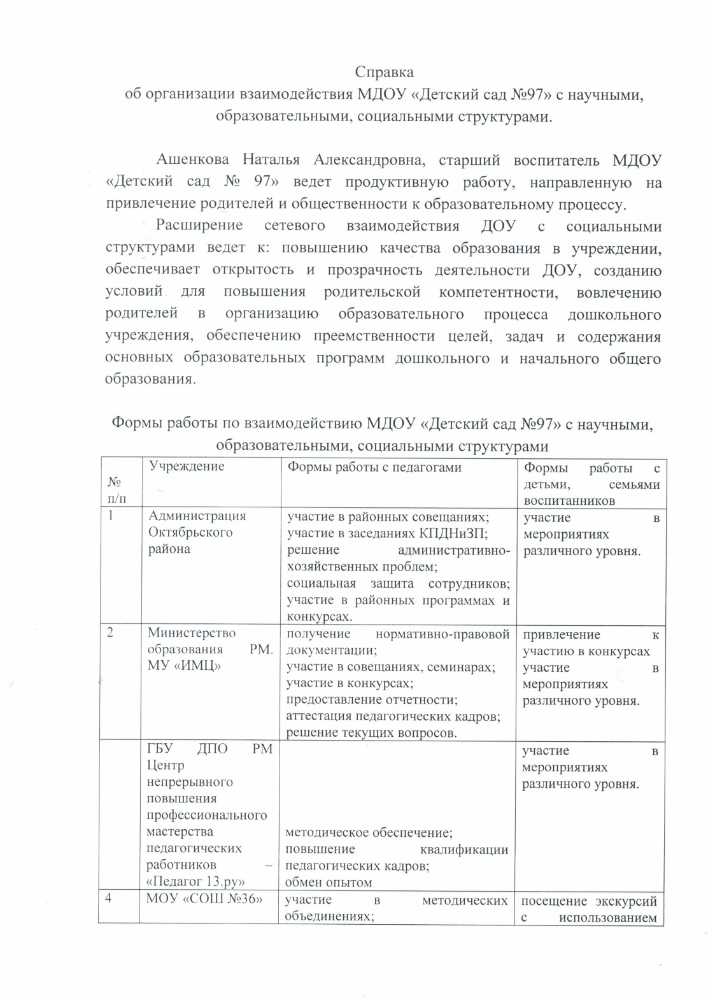 Справка
об организации взаимодействия МДОУ «Детский сад №97» с научными,
образовательными, социальными структурами.
Ашенкова Наталья Александровна, старший воспитатель МДОУ
«Детский сад № 97» ведет продуктивную работу, направленную на
привлечение родителей и общественности к образовательному процессу.
Расширение сетевого взаимодействия ДОУ с социальными
структурами ведет к: повышению качества образования в учреждении,
обеспечивает открытость и прозрачность деятельности ДОУ, созданию
условий для повышения родительской компетентности, вовлечению
родителей в организацию образовательного процесса дошкольного
учреждения, обеспечению преемственности целей, задач и содержания
основных образовательных программ дошкольного и начального общего
образования.
Формы работы по взаимодействию МДОУ «Детский сад №97» с научными,
образовательными, социальными структурами
№
п/п
Учреждение
Формы работы с педагогами
Формы работы с
детьми, семьями
воспитанников
1
Администрация
Октябрьского
района
участие в районных совещаниях;
участие в заседаниях КПДНиЗП;
решение административно-
хозяйственных проблем;
социальная защита сотрудников;
участие в районных программах и
конкурсах.
участие в
мероприятиях
различного уровня.
2
Министерство
образования РМ.
МУ «ИМЦ»
получение нормативно-правовой
документации;
участие в совещаниях, семинарах;
участие в конкурсах;
предоставление отчетности;
аттестация педагогических кадров;
решение текущих вопросов.
привлечение к
участию в конкурсах
участие в
мероприятиях
различного уровня.
ГБУ ДПО РМ
Центр
непрерывного
повышения
профессионального
мастерства
педагогических
работников –
«Педагог 13.ру»
методическое обеспечение;
повышение квалификации
педагогических кадров;
обмен опытом
участие в
мероприятиях
различного уровня.
4
МОУ «СОШ №36»
участие в методических
объединениях;
посещение экскурсий
с использованием